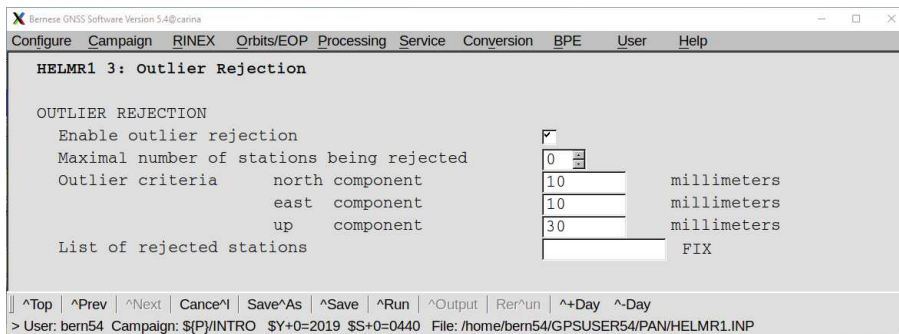 Bernese GNSS Software Version 5.4@carina
Configure Campaign RINEX Orbits/EOP Processing Service Conversion BPE User Help
HELMR1 3: Outlier Rejection
OUTLIER REJECTION
Enable outlier rejection
Maximal number of stations being rejected 0
Outlier criteria north component 10 millimeters
east component 10 millimeters
up component 30 millimeters
List of rejected stations FIX
^Top | ^Prev | ^Next | Cance^l | Save^As | ^Save | ^Run | ^Output | Rer^un | ^+Day ^-Day
> User: bern54 Campaign: ${P}/INTRO $Y+0=2019 $S+0=0440 File: /home/bern54/GPSUSER54/PAN/HELMR1.INP